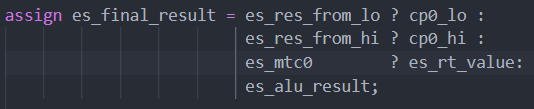 assign es_final_result = es_res_from_lo ? cp0_lo :
es_res_from_hi ? cp0_hi :
es_mtc0 ? es_rt_value:
es_alu_result;